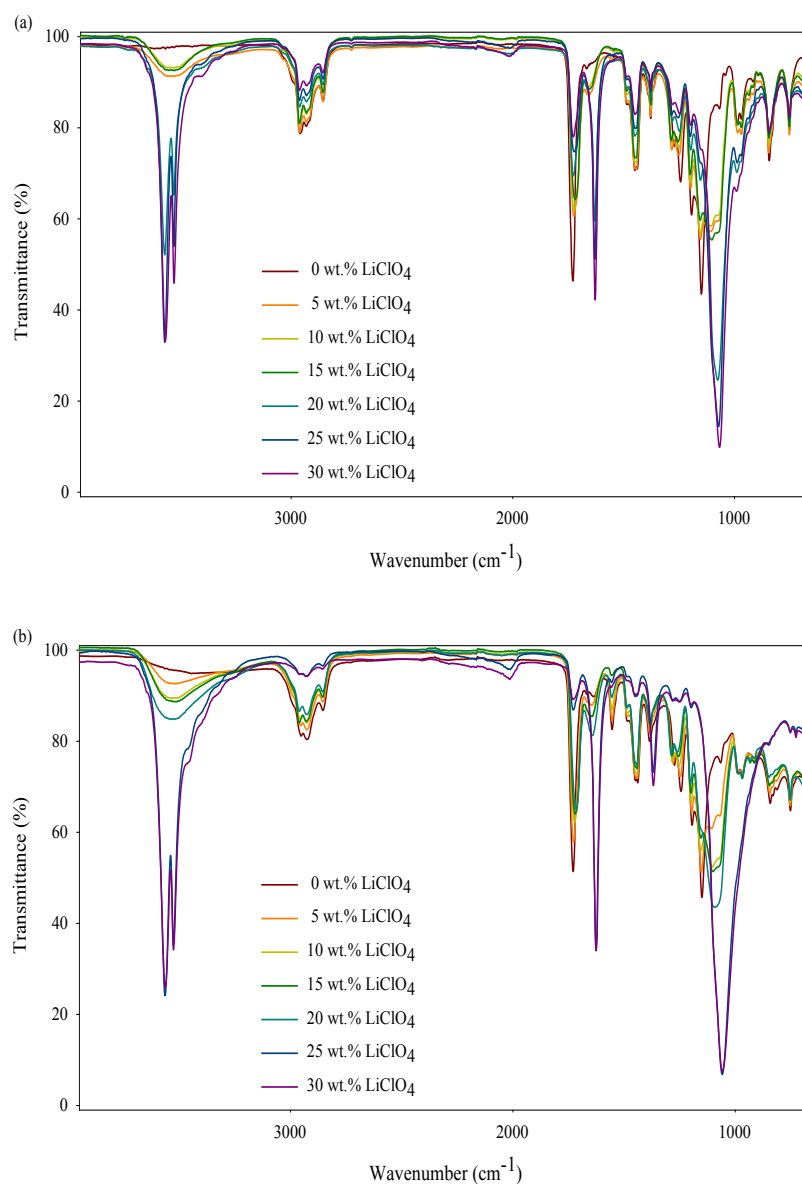 (a)
100
80
60
40
20
0
Transmittance (%)
0 wt.% LiClO4
5 wt.% LiClO4
10 wt.% LiClO4
15 wt.% LiClO4
20 wt.% LiClO4
25 wt.% LiClO4
30 wt.% LiClO4
3000 2000 1000
Wavenumber (cm-1)
(b)
100
80
60
40
20
0
Transmittance (%)
0 wt.% LiClO4
5 wt.% LiClO4
10 wt.% LiClO4
15 wt.% LiClO4
20 wt.% LiClO4
25 wt.% LiClO4
30 wt.% LiClO4
3000 2000 1000
Wavenumber (cm-1)